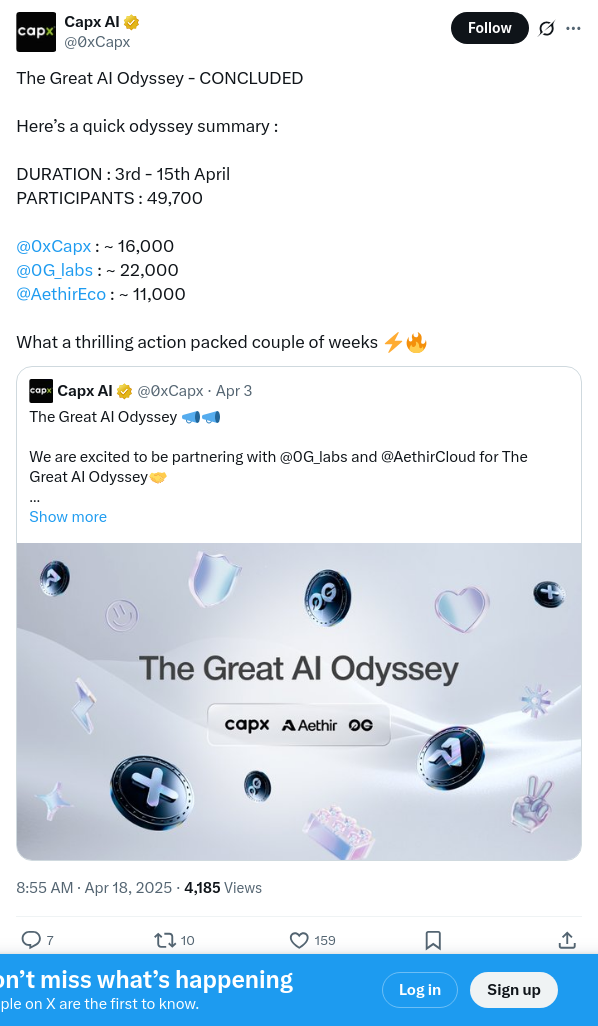 capx
Capx AI
@0xCapx
Follow
The Great AI Odyssey - CONCLUDED
Here’s a quick odyssey summary :
DURATION : 3rd - 15th April
PARTICIPANTS : 49,700
@0xCapx : ~ 16,000
@0G_labs : ~ 22,000
@AethirEco : ~ 11,000
What a thrilling action packed couple of weeks ⚡🔥
capx Capx AI @0xCapx · Apr 3
The Great AI Odyssey 📣📣
We are excited to be partnering with @0G_labs and @AethirCloud for The
Great AI Odyssey🤝
...
Show more
The Great AI Odyssey
capx Aethir 0G
8:55 AM · Apr 18, 2025 · 4,185 Views
7 10 159
on’t miss what’s happening
ple on X are the first to know.
Log in
Sign up